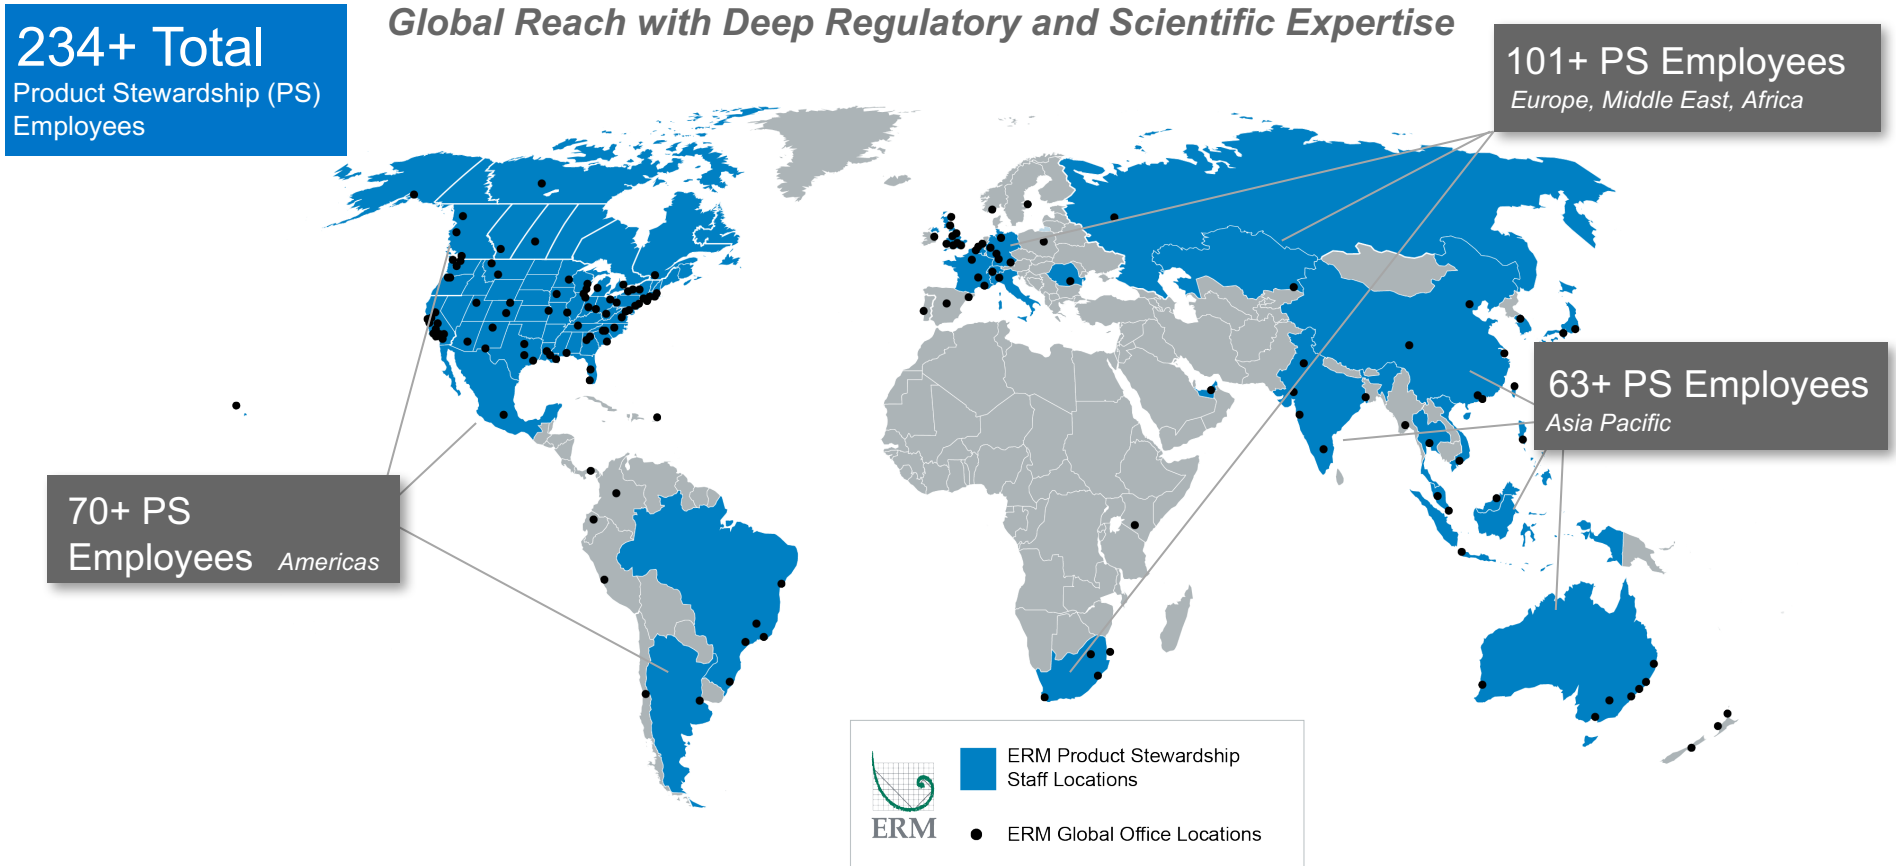 Global Reach with Deep Regulatory and Scientific Expertise
234+ Total
Product Stewardship (PS)
Employees
101+ PS Employees
Europe, Middle East, Africa
63+ PS Employees
Asia Pacific
70+ PS
Employees Americas
ERM Product Stewardship
Staff Locations
ERM
ERM Global Office Locations